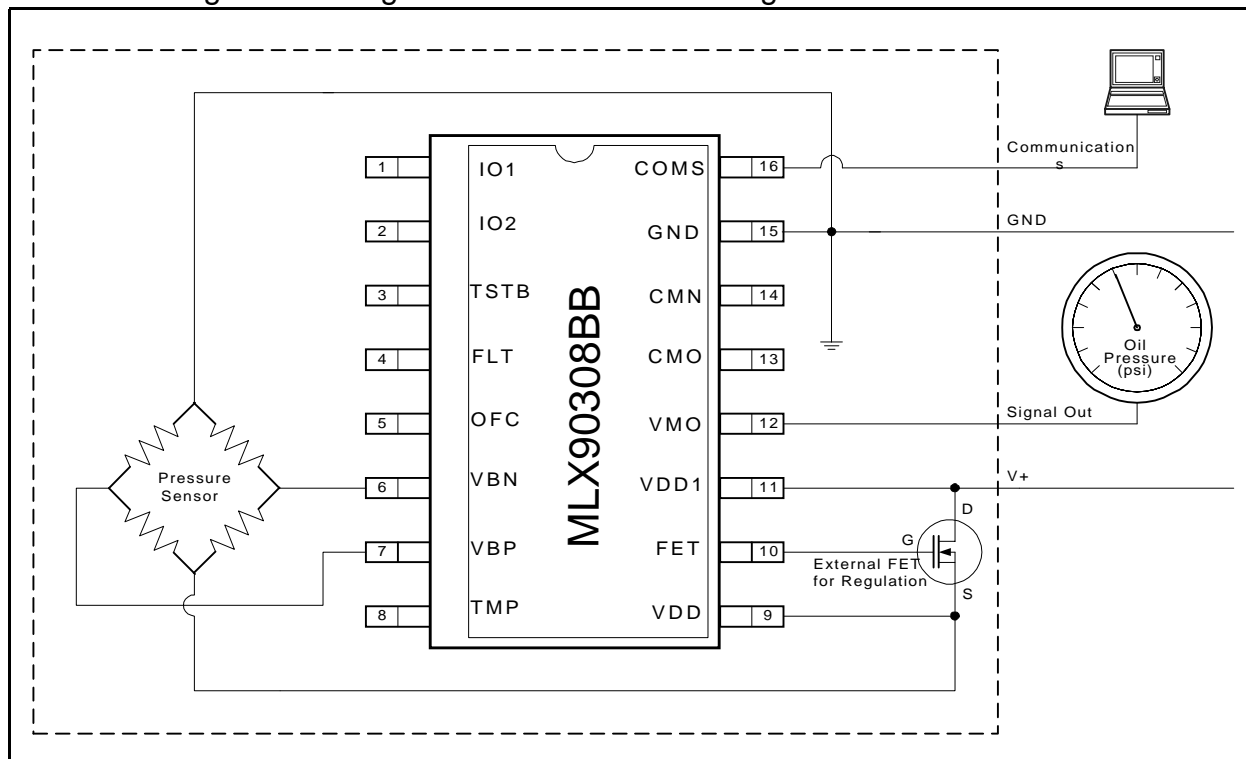 Communication
s
GND
Oil
Pressure
(psi)
Signal Out
V+
D
G
S
External FET
for Regulation
Pressure
Sensor
MLX90308BB
1 IO1
2 IO2
3 TSTB
4 FLT
5 OFC
6 VBN
7 VBP
8 TMP
COMS 16
GND 15
CMN 14
CMO 13
VMO 12
VDD1 11
FET 10
VDD 9